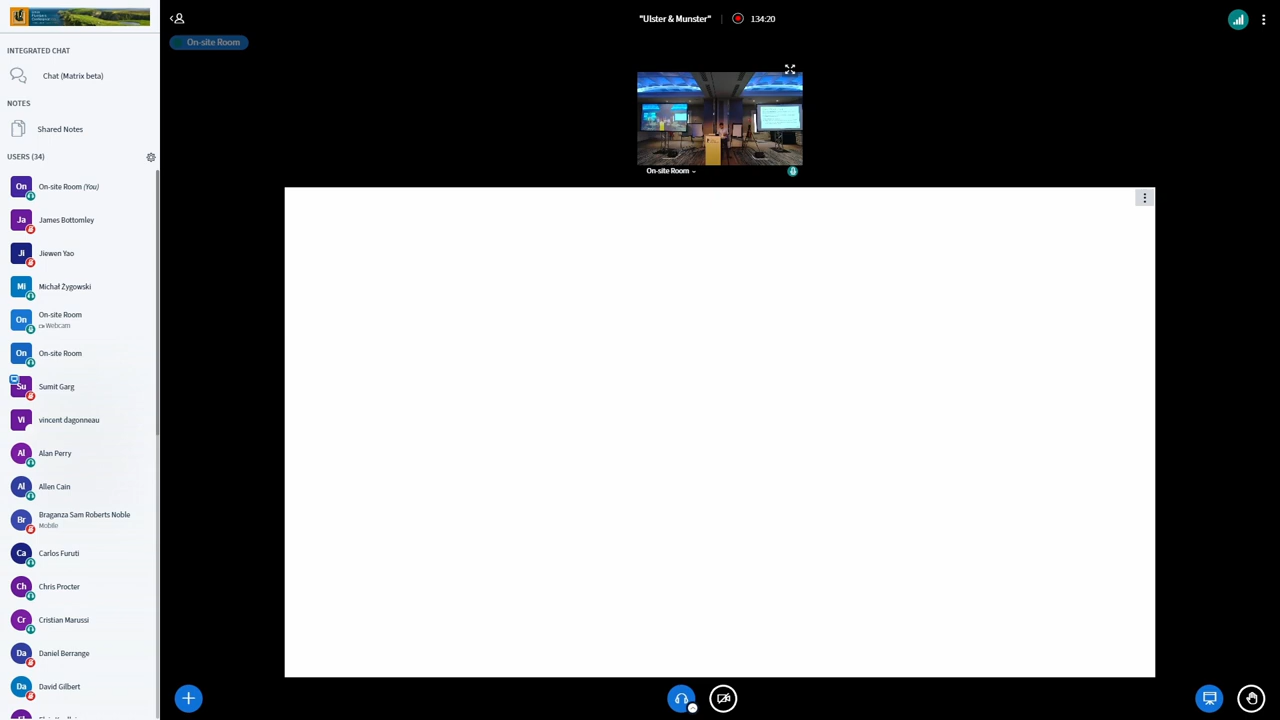 INTEGRATED CHAT
Chat (Matrix beta)
NOTES
Shared Notes
USERS (34)
On
On-site Room (You)
Ja
James Bottomley
Ji
Jiewen Yao
Mi
Michał Żygowski
On
On-site Room
Webcam
On
On-site Room
Su
Sumit Garg
Vi
vincent dagonneau
Al
Alan Perry
Al
Allen Cain
Br
Braganza Sam Roberts Noble
Mobile
Ca
Carlos Furuti
Ch
Chris Procter
Cr
Cristian Marussi
Da
Daniel Berrange
Da
David Gilbert
"Ulster & Munster"
134:20
On-site Room
On-site Room